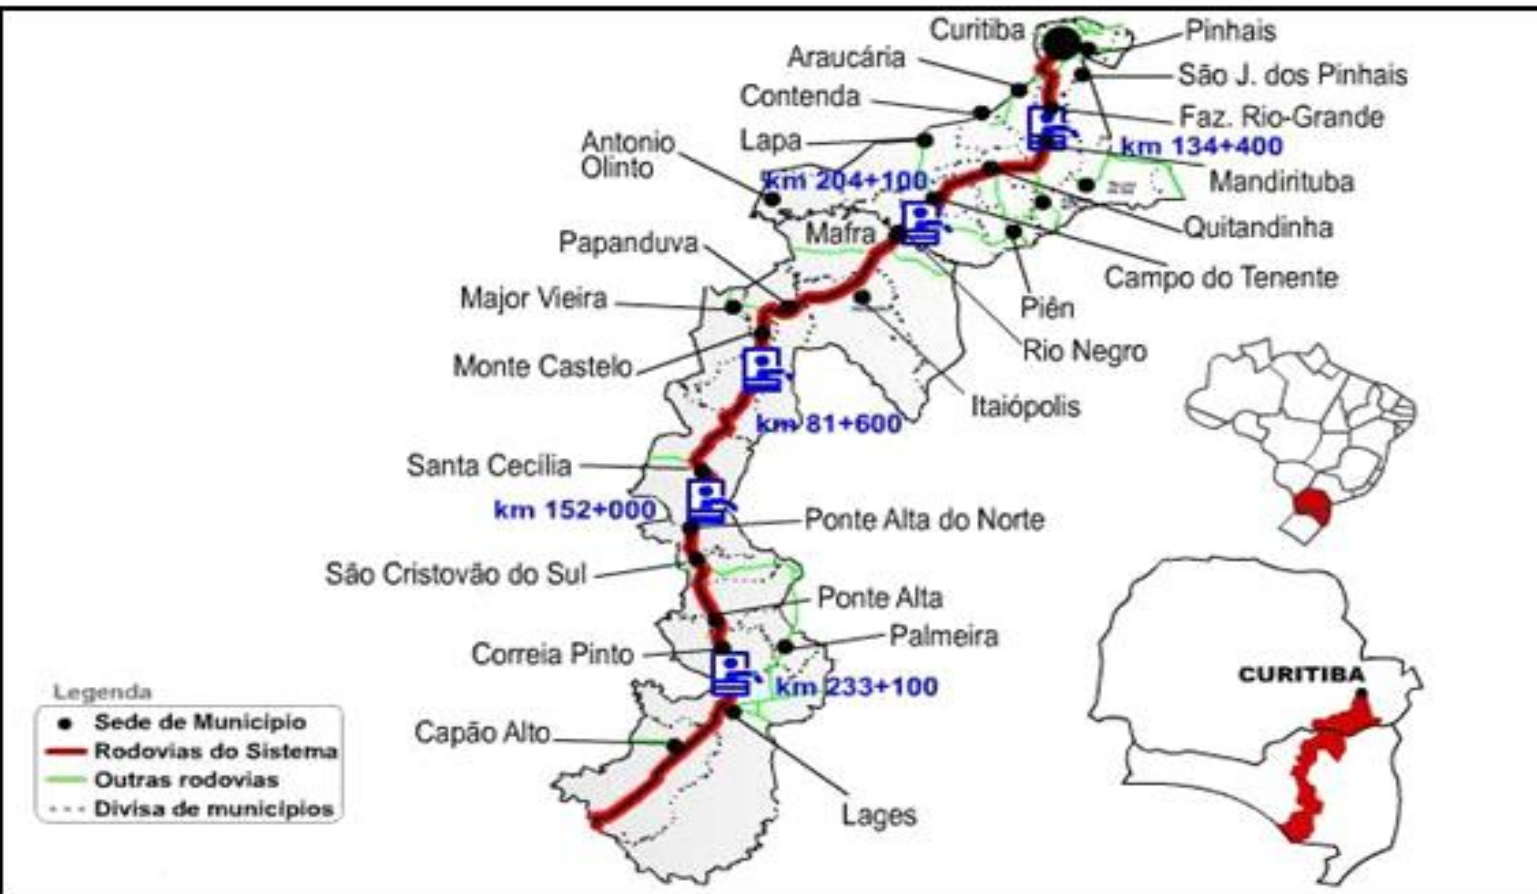 Curitiba
Pinhais
Araucária
São J. dos Pinhais
Contenda
Faz. Rio-Grande
Antonio
Olinto
Lapa
km 134+400
km 204+100
Mandirituba
Mafra
Quitandinha
Papanduva
Campo do Tenente
Major Vieira
Piên
Rio Negro
Monte Castelo
Itaiópolis
km 81+600
Santa Cecília
km 152+000
Ponte Alta do Norte
São Cristovão do Sul
Ponte Alta
Palmeira
Correia Pinto
km 233+100
CURITIBA
Capão Alto
Lages
Legenda
Sede de Município
Rodovias do Sistema
Outras rodovias
Divisa de municípios